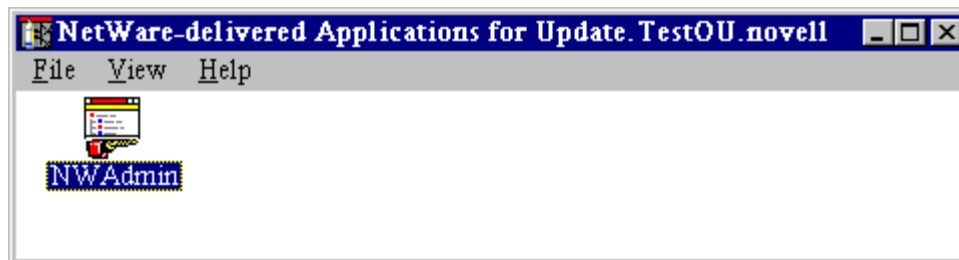 NetWare-delivered Applications for Update.TestOU.novell
File View Help
NWAdmin